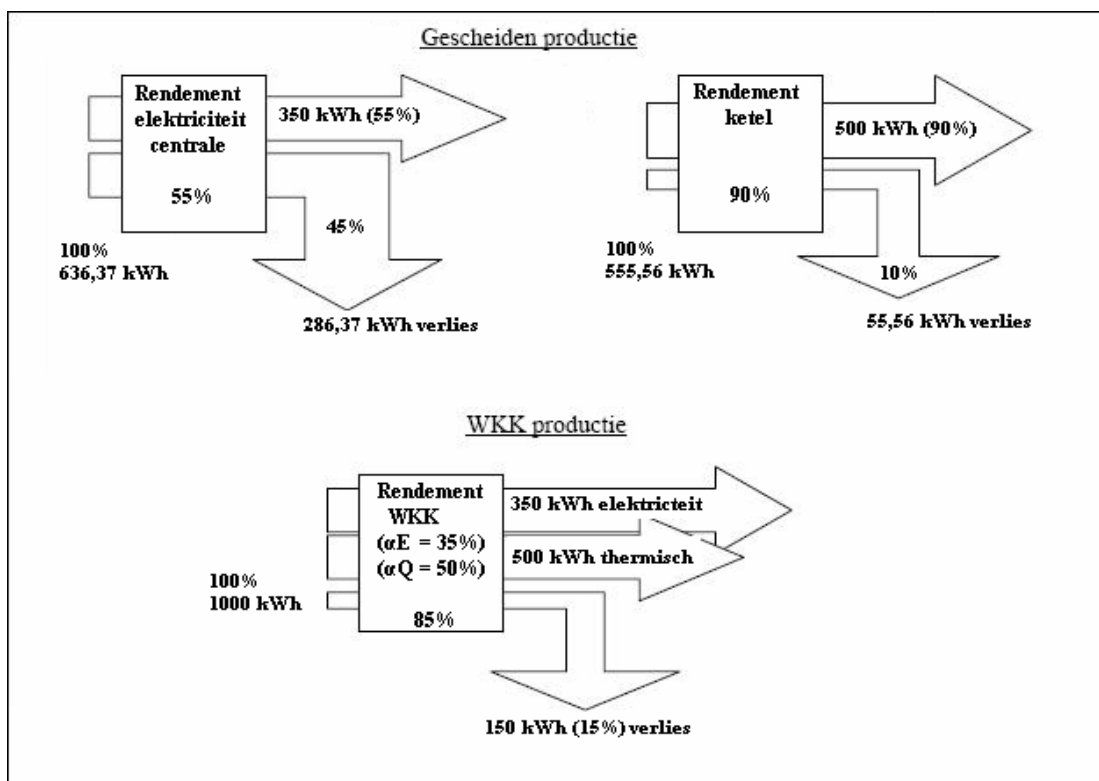 Gescheiden productie
Rendement
elektriciteit
centrale
55%
350 kWh (55%)
45%
100%
636,37 kWh
286,37 kWh verlies
Rendement
ketel
90%
500 kWh (90%)
10%
100%
555,56 kWh
55,56 kWh verlies
WKK productie
Rendement
WKK
(αE = 35%)
(αQ = 50%)
85%
350 kWh elektricteit
500 kWh thermisch
100%
1000 kWh
150 kWh (15%) verlies